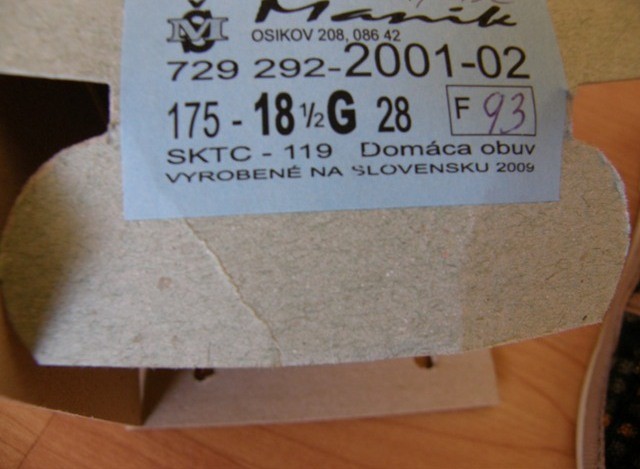 Maník
OSIKOV 208, 086 42
729 292-2001-02
175 - 18 ½ G 28 F 93
SKTC - 119 Domáca obuv
VYROBENÉ NA SLOVENSKU 2009